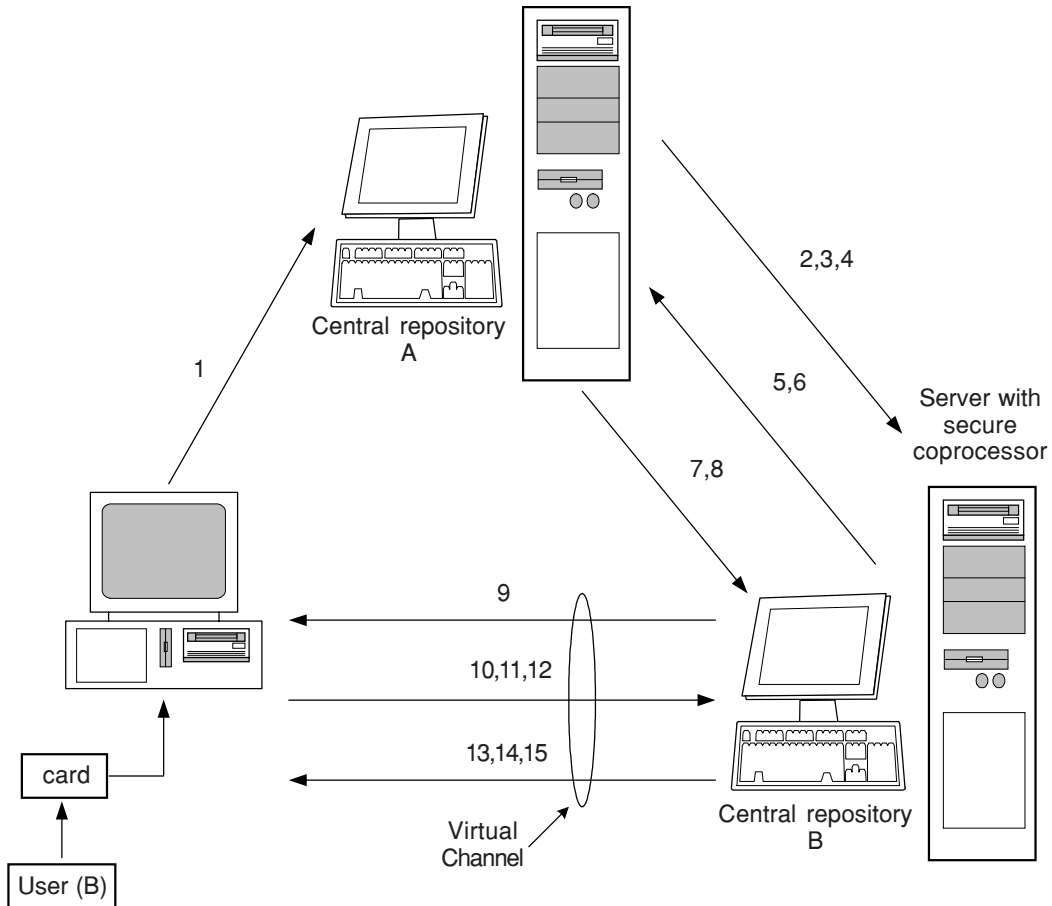 Central repository
A
1
2,3,4
5,6
7,8
Server with
secure
coprocessor
9
10,11,12
13,14,15
Virtual
Channel
Central repository
B
card
User (B)